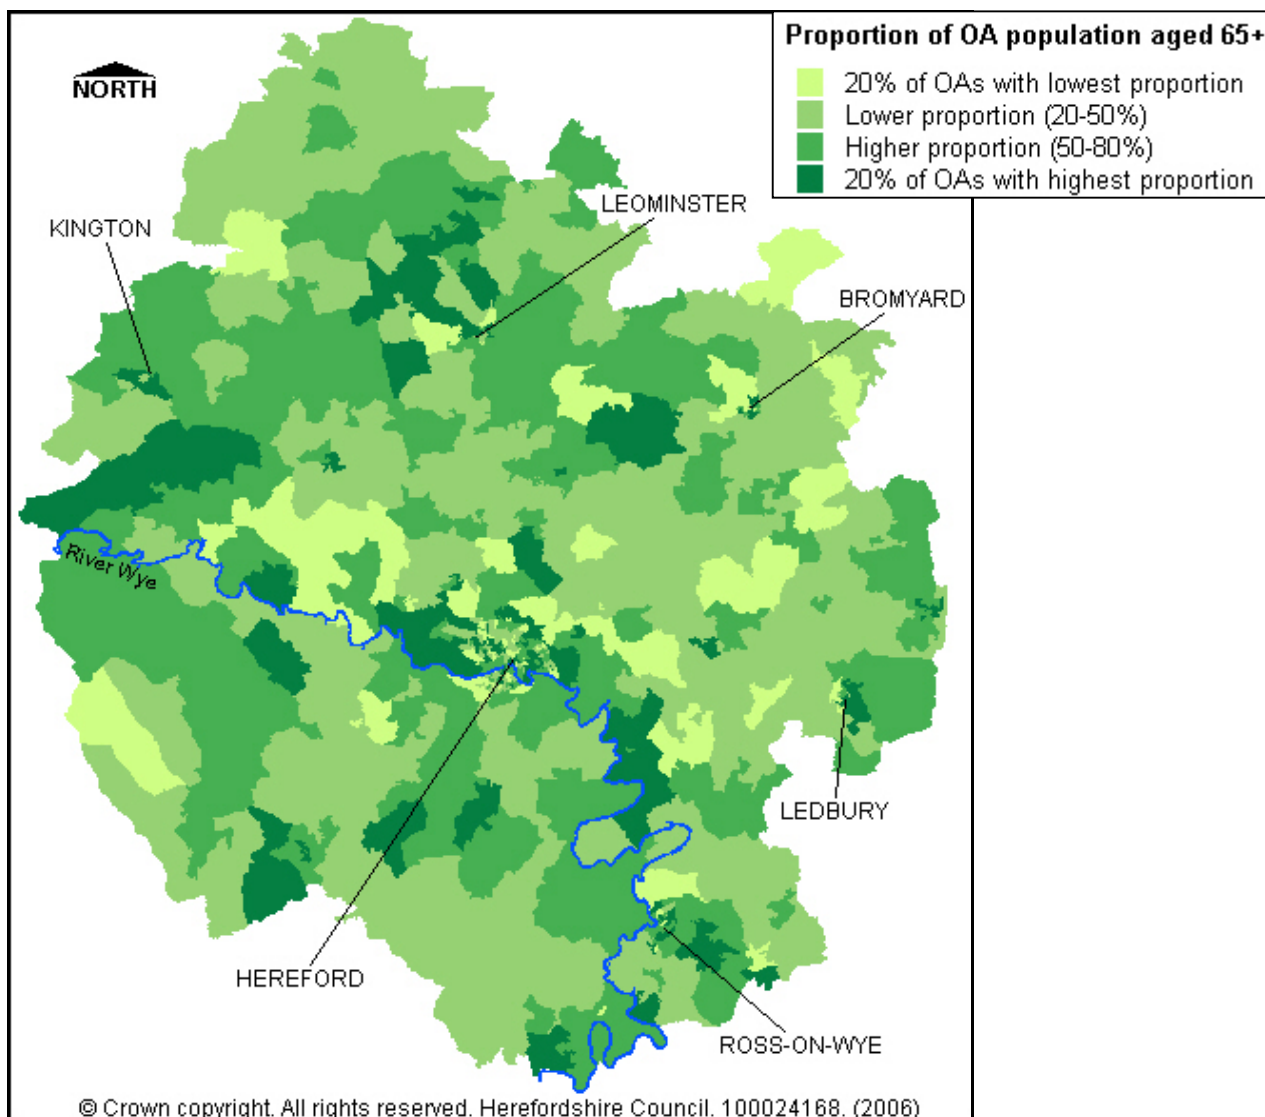 Proportion of OA population aged 65+
20% of OAs with lowest proportion
Lower proportion (20-50%)
Higher proportion (50-80%)
20% of OAs with highest proportion
NORTH
LEOMINSTER
KINGTON
BROMYARD
River Wye
LEDBURY
HEREFORD
ROSS-ON-WYE
© Crown copyright. All rights reserved. Herefordshire Council. 100024168. (2006)